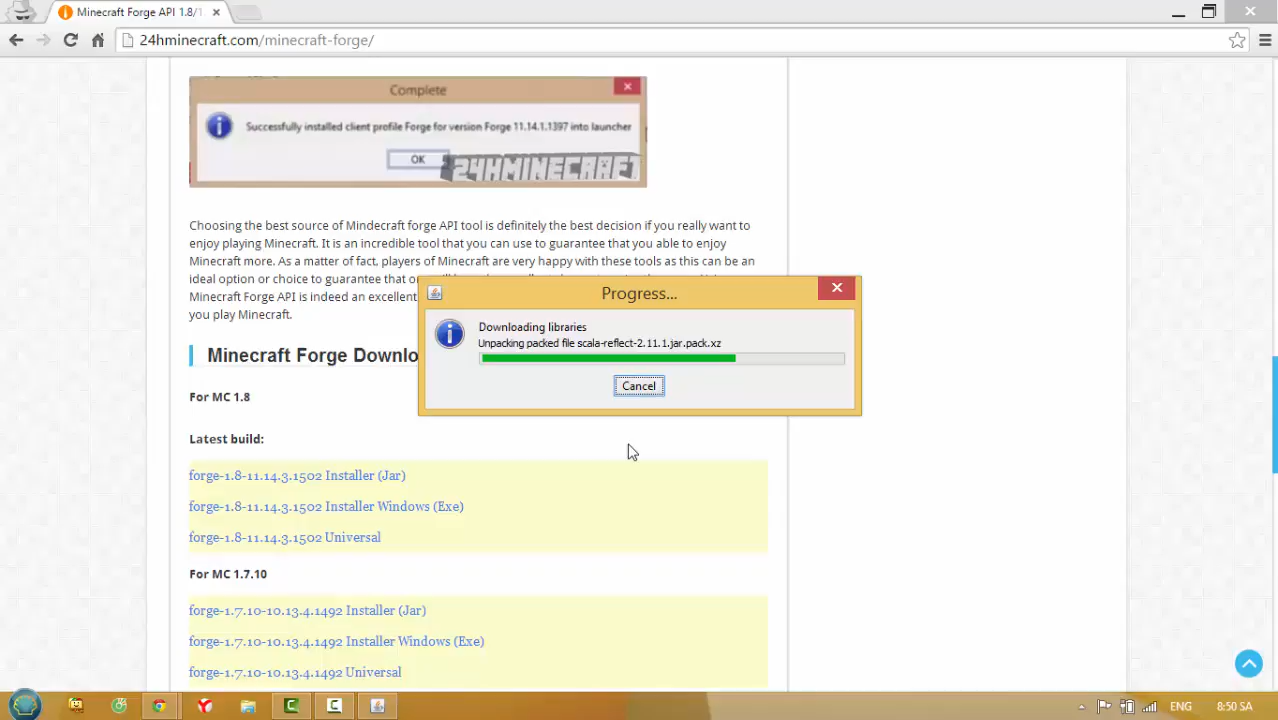 Minecraft Forge API 1.8/1
24hminecraft.com/minecraft-forge/
Complete
Successfully installed client profile Forge for version Forge 11.14.1.1397 into launcher
OK
24HMINECRAFT
Choosing the best source of Mindecraft forge API tool is definitely the best decision if you really want to
enjoy playing Minecraft. It is an incredible tool that you can use to guarantee that you able to enjoy
Minecraft more. As a matter of fact, players of Minecraft are very happy with these tools as this can be an
ideal option or choice to guarantee that
Minecraft Forge API is indeed an excellent
you play Minecraft.
Progress...
Downloading libraries
Unpacking packed file scala-reflect-2.11.1.jar.pack.xz
Cancel
Minecraft Forge Downlo
For MC 1.8
Latest build:
forge-1.8-11.14.3.1502 Installer (Jar)
forge-1.8-11.14.3.1502 Installer Windows (Exe)
forge-1.8-11.14.3.1502 Universal
For MC 1.7.10
forge-1.7.10-10.13.4.1492 Installer (Jar)
forge-1.7.10-10.13.4.1492 Installer Windows (Exe)
forge-1.7.10-10.13.4.1492 Universal
ENG
8:50 SA